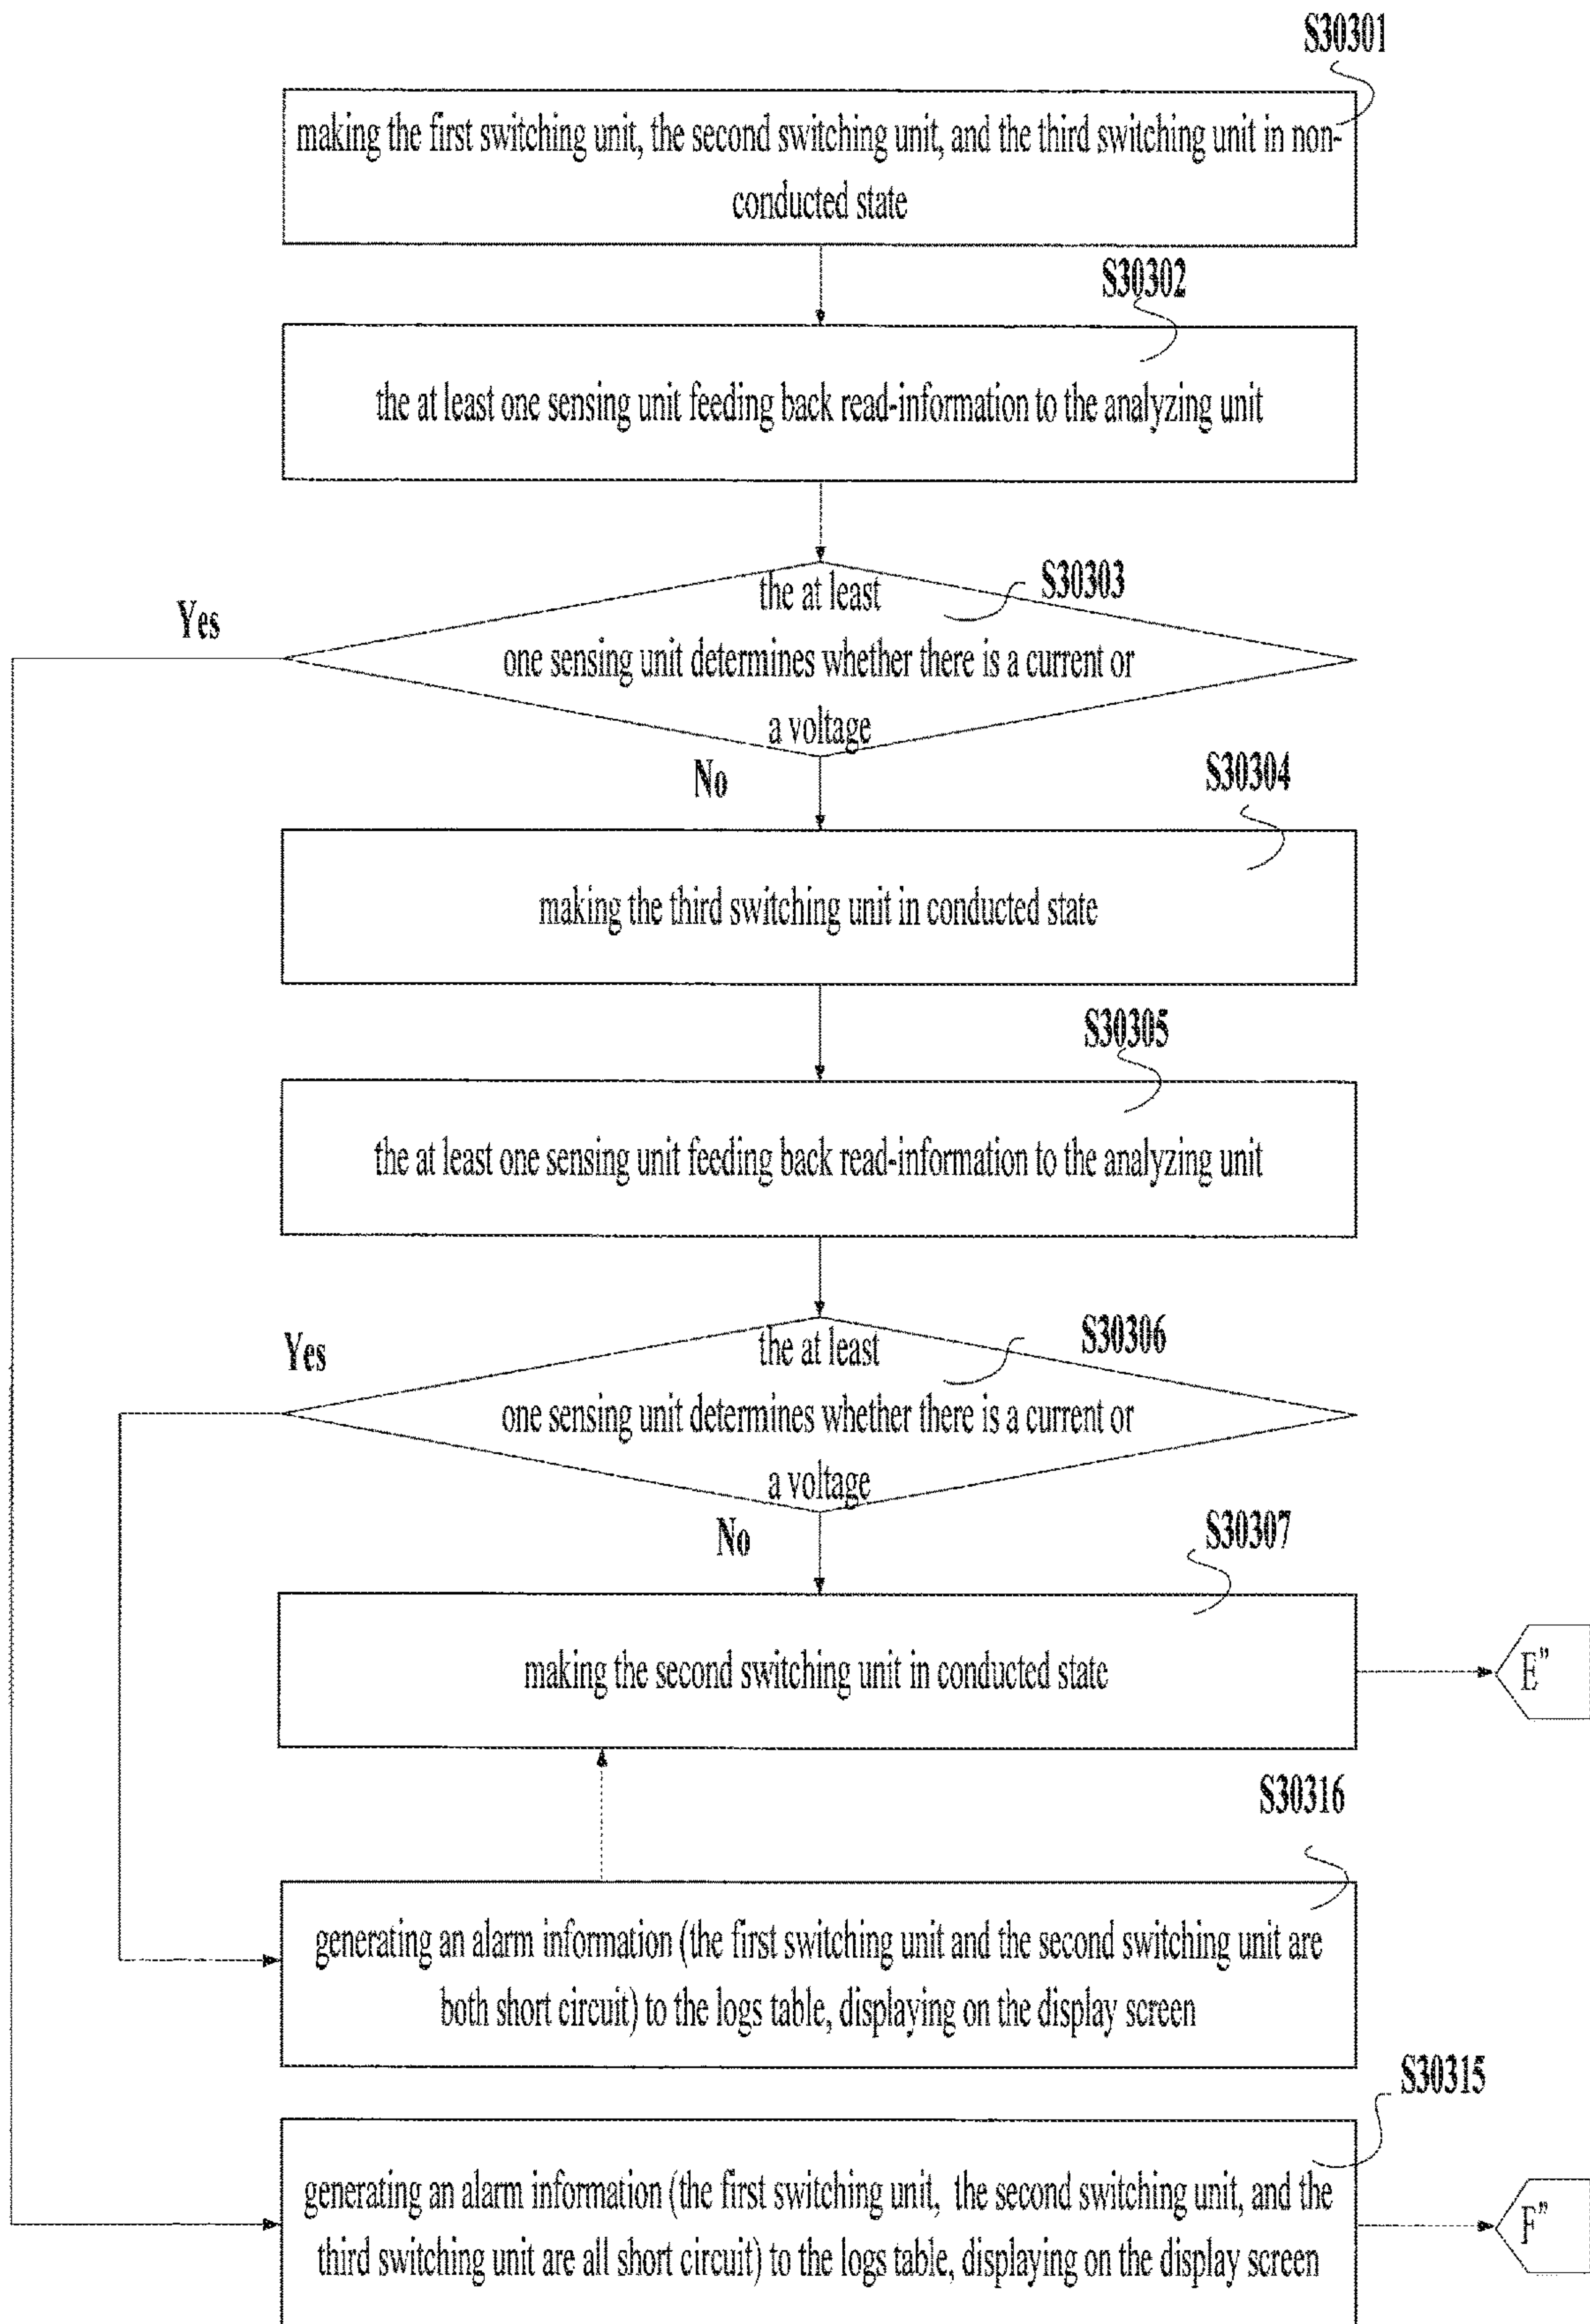 S30301
making the first switching unit, the second switching unit, and the third switching unit in non-
conducted state
S30302
the at least one sensing unit feeding back read-information to the analyzing unit
S30303
Yes
the at least
one sensing unit determines whether there is a current or
a voltage
No
S30304
making the third switching unit in conducted state
S30305
the at least one sensing unit feeding back read-information to the analyzing unit
S30306
Yes
the at least
one sensing unit determines whether there is a current or
a voltage
No
S30307
making the second switching unit in conducted state
E”
S30316
generating an alarm information (the first switching unit and the second switching unit are
both short circuit) to the logs table, displaying on the display screen
S30315
generating an alarm information (the first switching unit, the second switching unit, and the
third switching unit are all short circuit) to the logs table, displaying on the display screen
F”